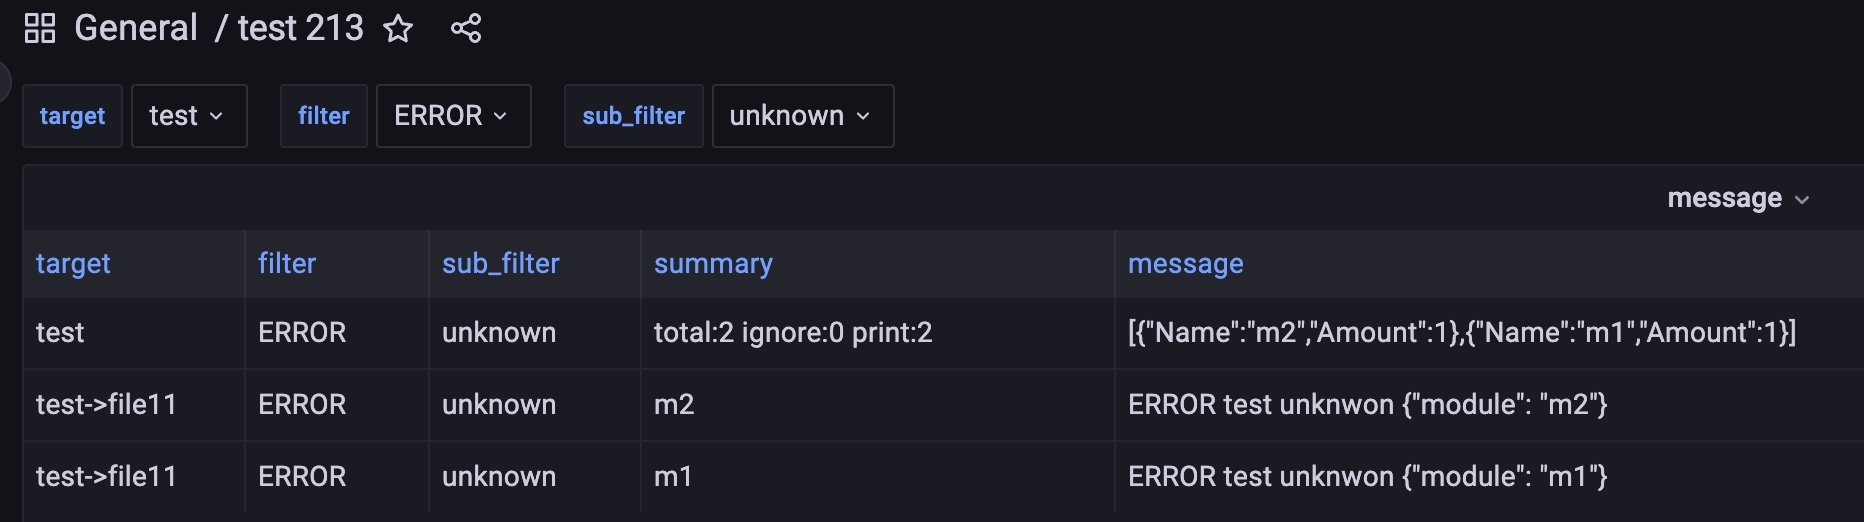 General / test 213
target test filter ERROR sub_filter unknown
message
target filter sub_filter summary message
test ERROR unknown total:2 ignore:0 print:2 [{"Name":"m2","Amount":1},{"Name":"m1","Amount":1}]
test->file11 ERROR unknown m2 ERROR test unknwon {"module": "m2"}
test->file11 ERROR unknown m1 ERROR test unknwon {"module": "m1"}